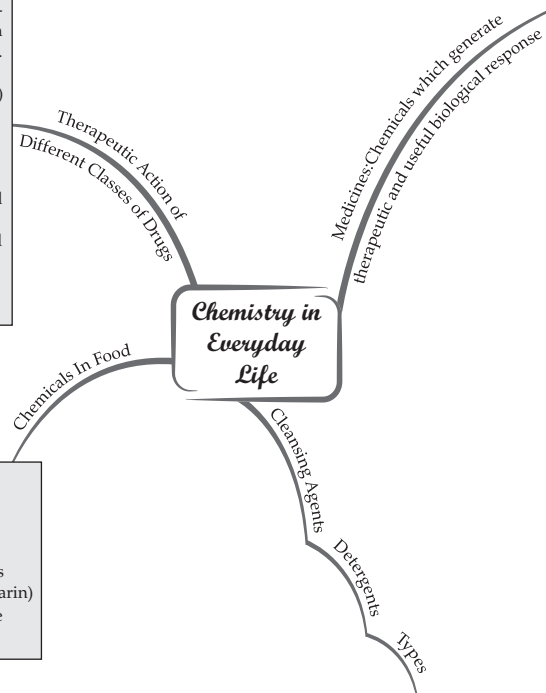 Medicines:Chemicals which generate
therapeutic and useful biological response
Therapeutic Action of
Different Classes of Drugs
Chemistry in
Everyday
Life
Chemicals In Food
Cleansing Agents
Detergents
Types